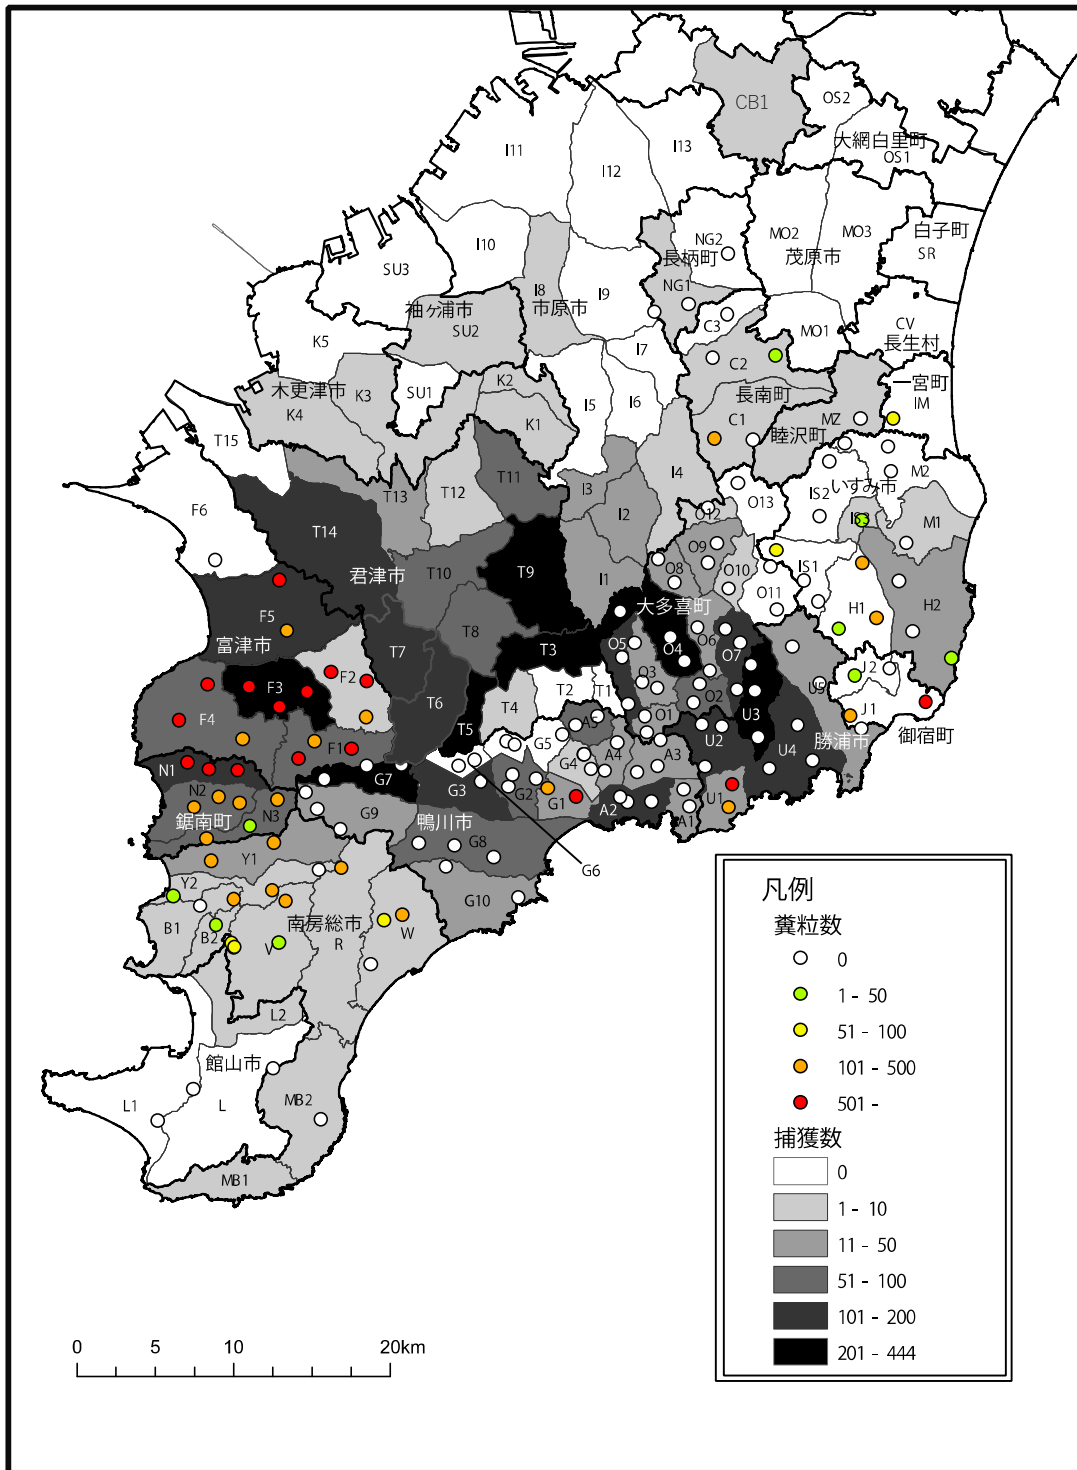 CB1
OS2
大網白里町
OS1
I11
I12
I13
I10
SU3
NG2
長柄町
MO2
MO3
茂原市
白子町
SR
I8
I9
NG1
市原市
袖ヶ浦市
SU2
C3
MO1
CV
長生村
K5
I7
C2
一宮町
IM
木更津市
K3
K4
SU1
K2
K1
I5
I6
長南町
C1
MZ
睦沢町
T15
T11
T12
T13
I3
I4
I2
O13
O12
IS2
いすみ市
M2
IS3
M1
F6
T14
君津市
T10
T9
I1
O9
O8
O10
O11
IS1
H1
H2
大多喜町
F5
富津市
T7
T8
T3
O5
O4
O6
O7
J2
F2
F3
F4
T6
T5
T4
T2
T1
O3
O2
O1
U3
U5
J1
御宿町
勝浦市
F1
N1
G7
G3
G5
G4
A5
A4
A3
U2
U4
N2
N3
鋸南町
G9
鴨川市
G2
G1
A2
A1
U1
G8
G6
Y1
Y2
G10
B1
B2
V
南房総市
R
W
L2
館山市
L1
L
MB2
MB1
凡例
糞粒数
0
1 - 50
51 - 100
101 - 500
501 -
捕獲数
0
1 - 10
11 - 50
51 - 100
101 - 200
201 - 444
0 5 10 20km